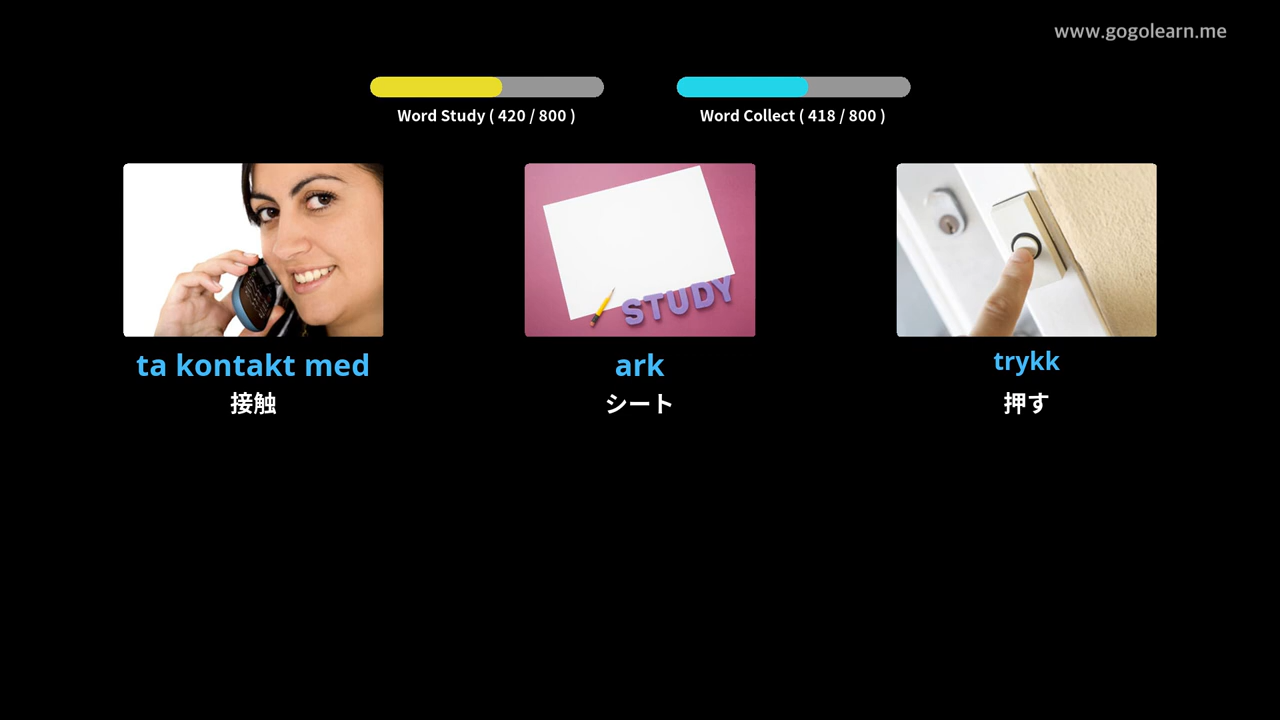 www.gogolearn.me
Word Study ( 420 / 800 )
Word Collect ( 418 / 800 )
STUDY
ta kontakt med
ark
trykk
接触
シート
押す